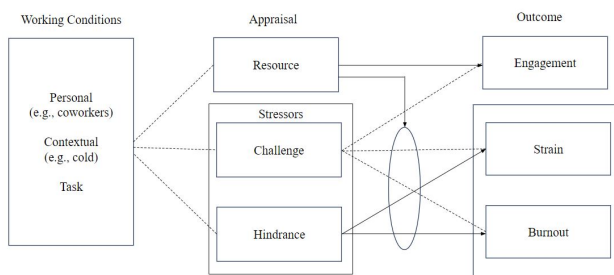 Working Conditions
Appraisal
Outcome
Personal
(e.g., coworkers)
Contextual
(e.g., cold)
Task
Resource
Stressors
Challenge
Hindrance
Engagement
Strain
Burnout